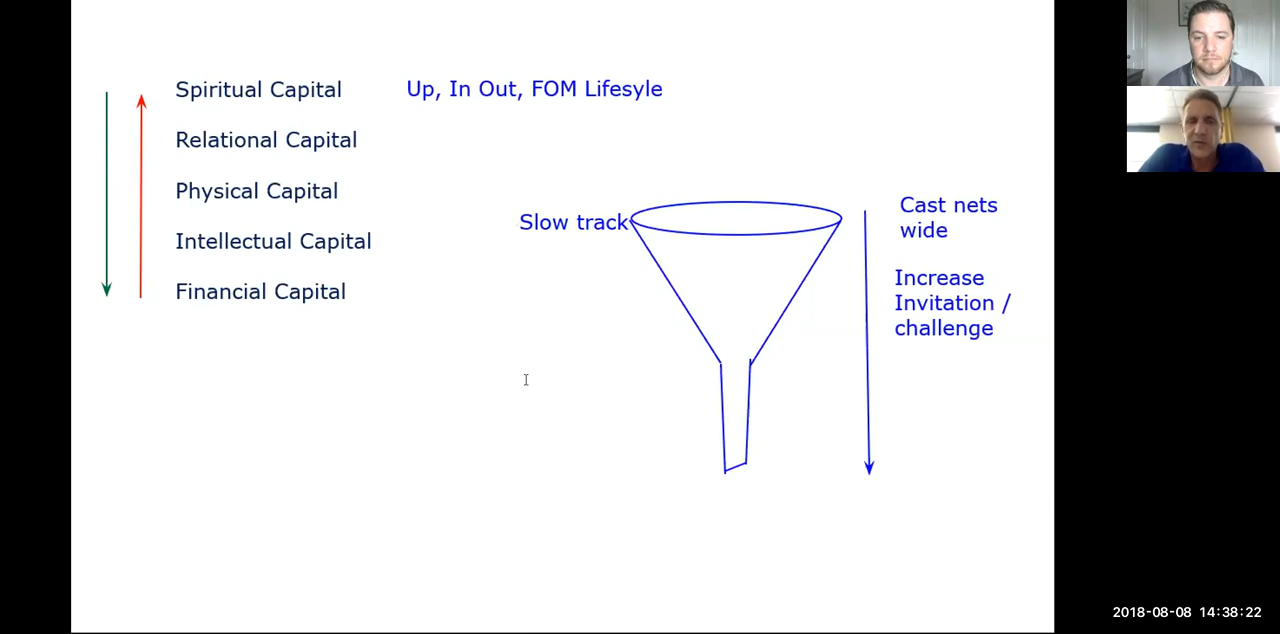 Spiritual Capital
Up, In Out, FOM Lifesyle
Relational Capital
Physical Capital
Intellectual Capital
Financial Capital
Slow track
Cast nets
wide
Increase
Invitation /
challenge
2018-08-08 14:38:22